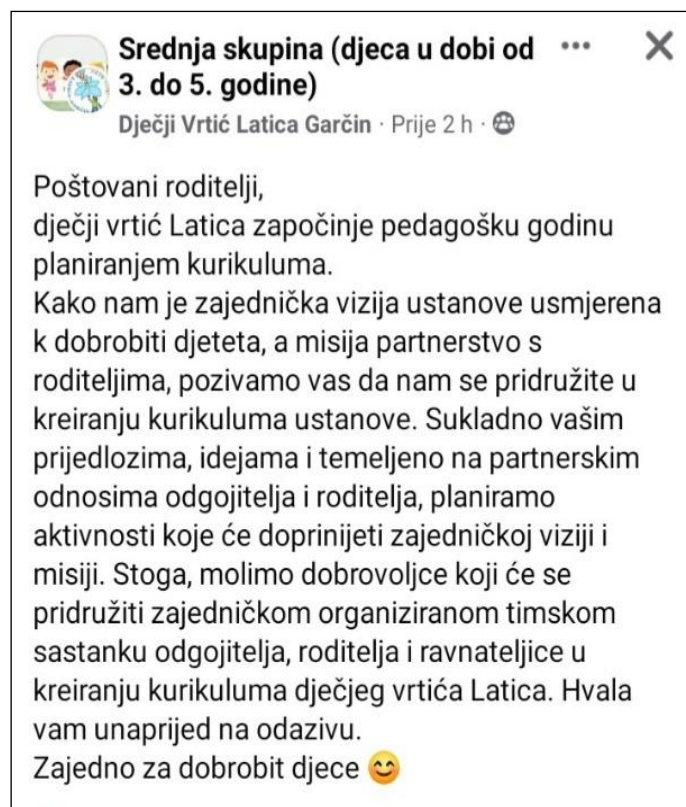 Srednja skupina (djeca u dobi od
3. do 5. godine)
Dječji Vrtić Latica Garčin · Prije 2 h ·
Poštovani roditelji,
dječji vrtić Latica započinje pedagošku godinu
planiranjem kurikuluma.
Kako nam je zajednička vizija ustanove usmjerena
k dobrobiti djeteta, a misija partnerstvo s
roditeljima, pozivamo vas da nam se pridružite u
kreiranju kurikuluma ustanove. Sukladno vašim
prijedlozima, idejama i temeljeno na partnerskim
odnosima odgojitelja i roditelja, planiramo
aktivnosti koje će doprinijeti zajedničkoj viziji i
misiji. Stoga, molimo dobrovoljce koji će se
pridružiti zajedničkom organiziranom timskom
sastanku odgojitelja, roditelja i ravnateljice u
kreiranju kurikuluma dječjeg vrtića Latica. Hvala
vam unaprijed na odazivu.
Zajedno za dobrobit djece 😊